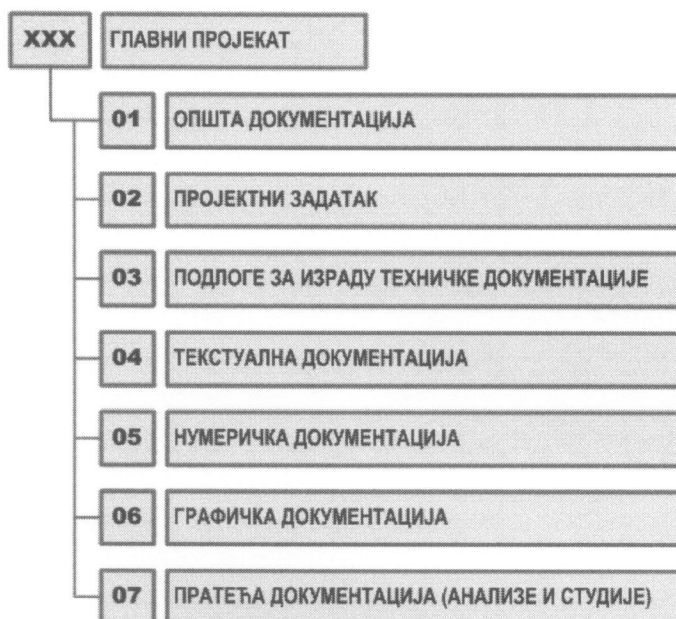 XXX ГЛАВНИ ПРОЈЕКАТ
01 ОПШТА ДОКУМЕНТАЦИЈА
02 ПРОЈЕКТНИ ЗАДАТАК
03 ПОДЛОГЕ ЗА ИЗРАДУ ТЕХНИЧКЕ ДОКУМЕНТАЦИЈЕ
04 ТЕКСТУАЛНА ДОКУМЕНТАЦИЈА
05 НУМЕРИЧКА ДОКУМЕНТАЦИЈА
06 ГРАФИЧКА ДОКУМЕНТАЦИЈА
07 ПРАТЕЋА ДОКУМЕНТАЦИЈА (АНАЛИЗЕ И СТУДИЈЕ)